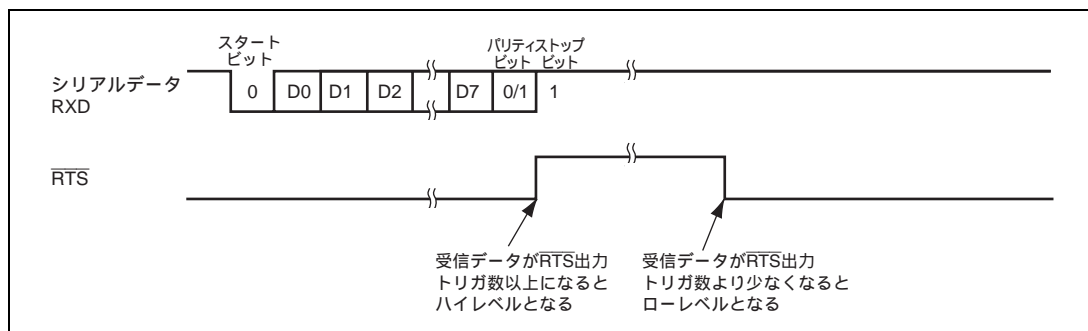 スタート
ビット
パリティ
ビット
ストップ
ビット
シリアルデータ
RXD
0 D0 D1 D2 D7 0/1 1
RTS
受信データがRTS出力
トリガ数以上になると
ハイレベルとなる
受信データがRTS出力
トリガ数より少なくなると
ローレベルとなる